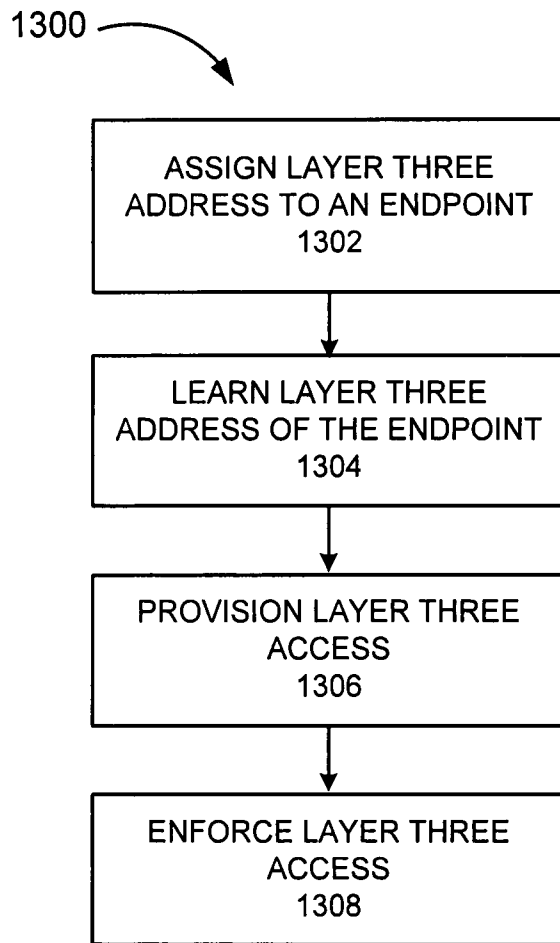 1300
ASSIGN LAYER THREE
ADDRESS TO AN ENDPOINT
1302
LEARN LAYER THREE
ADDRESS OF THE ENDPOINT
1304
PROVISION LAYER THREE
ACCESS
1306
ENFORCE LAYER THREE
ACCESS
1308